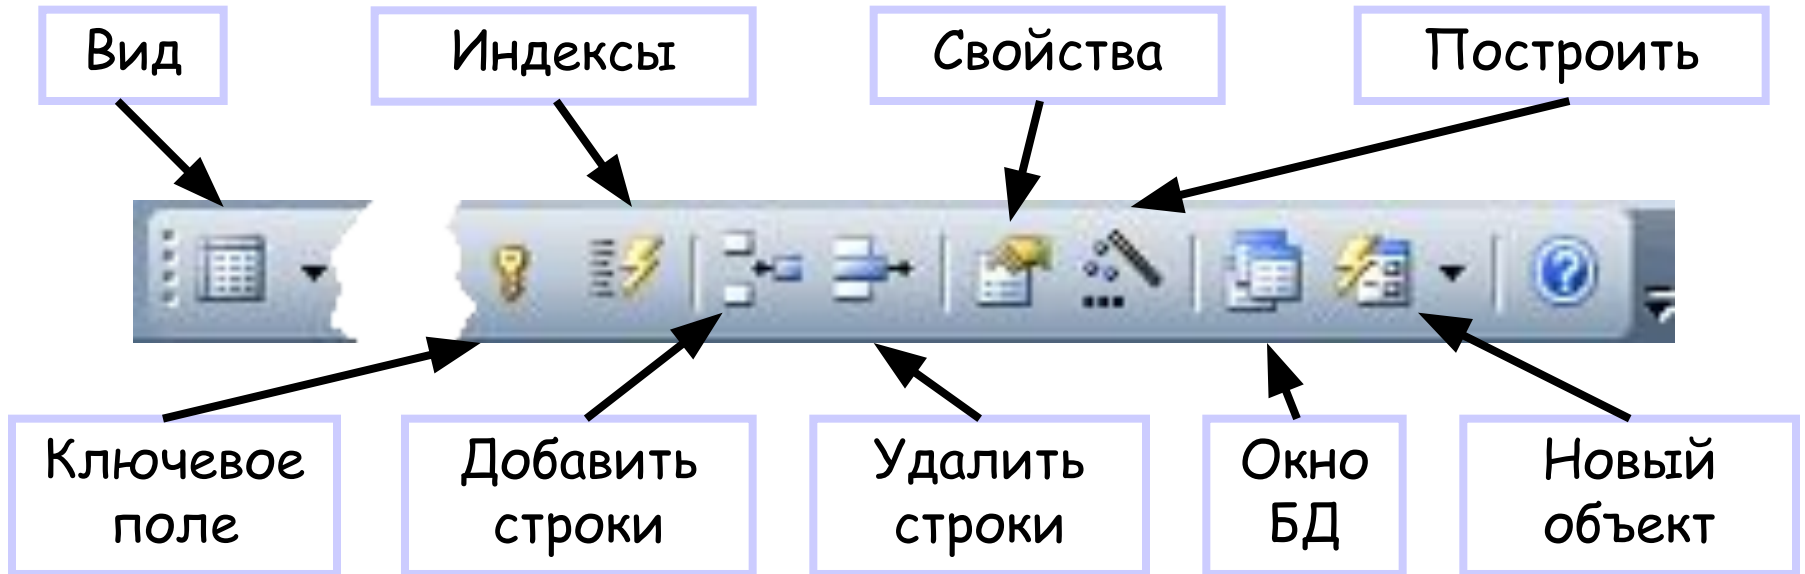 Вид
Индексы
Свойства
Построить
Ключевое
поле
Добавить
строки
Удалить
строки
Окно
БД
Новый
объект